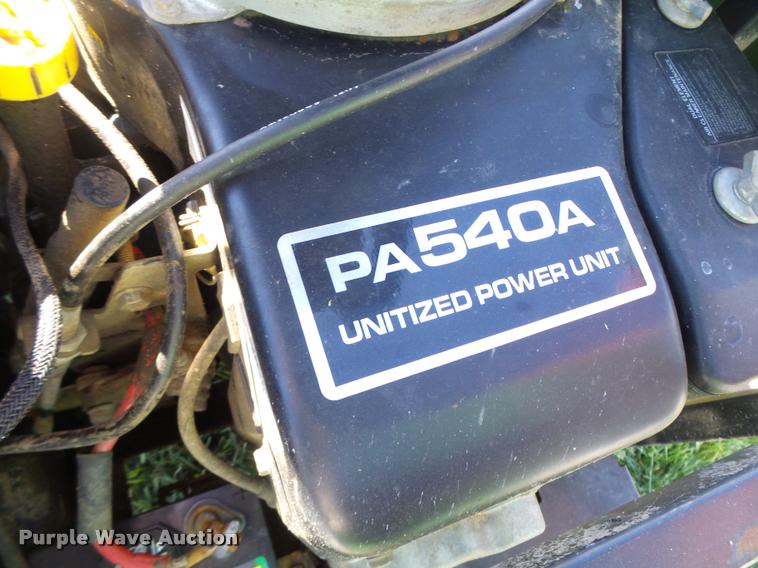 PA540A
UNITIZED POWER UNIT
Purple Wave Auction